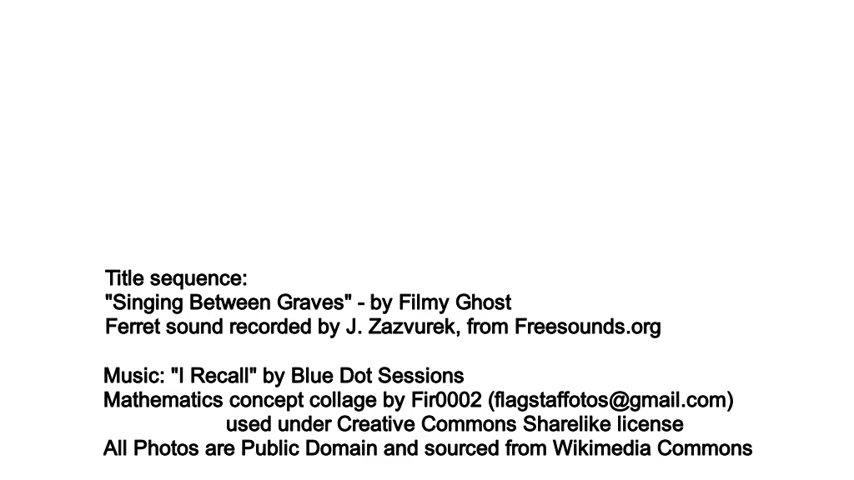 Title sequence:
"Singing Between Graves" - by Filmy Ghost
Ferret sound recorded by J. Zazvurek, from Freesounds.org
Music: "I Recall" by Blue Dot Sessions
Mathematics concept collage by Fir0002 (flagstaffotos@gmail.com)
used under Creative Commons Sharelike license
All Photos are Public Domain and sourced from Wikimedia Commons